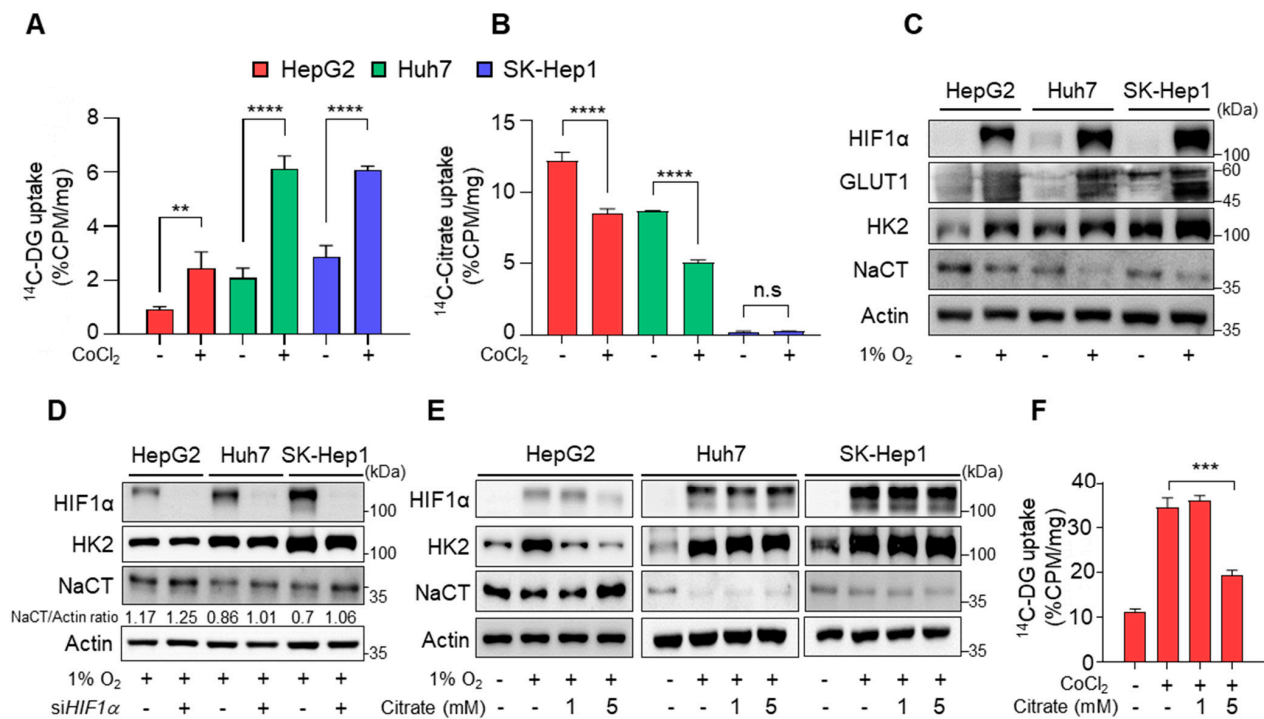 A
B
C
HepG2 Huh7 SK-Hep1
¹⁴C-DG uptake
(%CPM/mg)
8
6
4
2
0
**
****
****
CoCl₂ - + - + - +
¹⁴C-Citrate uptake
(%CPM/mg)
15
10
5
0
****
****
n.s
CoCl₂ - + - + - +
HepG2 Huh7 SK-Hep1
(kDa)
HIF1α 100
GLUT1 60
45
HK2 100
NaCT 35
Actin
35
1% O₂ - + - + - +
D
E
F
HepG2 Huh7 SK-Hep1
(kDa)
HIF1α
100
HK2
100
NaCT
35
NaCT/Actin ratio 1.17 1.25 0.86 1.01 0.7 1.06
Actin
35
1% O₂ + + + + + +
siHIF1α - + - + - +
HepG2 Huh7 SK-Hep1
(kDa)
HIF1α
100
HK2
100
NaCT
35
Actin
35
1% O₂ - + + + - + + + - + + +
Citrate (mM) - - 1 5 - - 1 5 - - 1 5
¹⁴C-DG uptake
(%CPM/mg)
40
30
20
10
0
***
CoCl₂ - + + +
Citrate (mM) - - 1 5